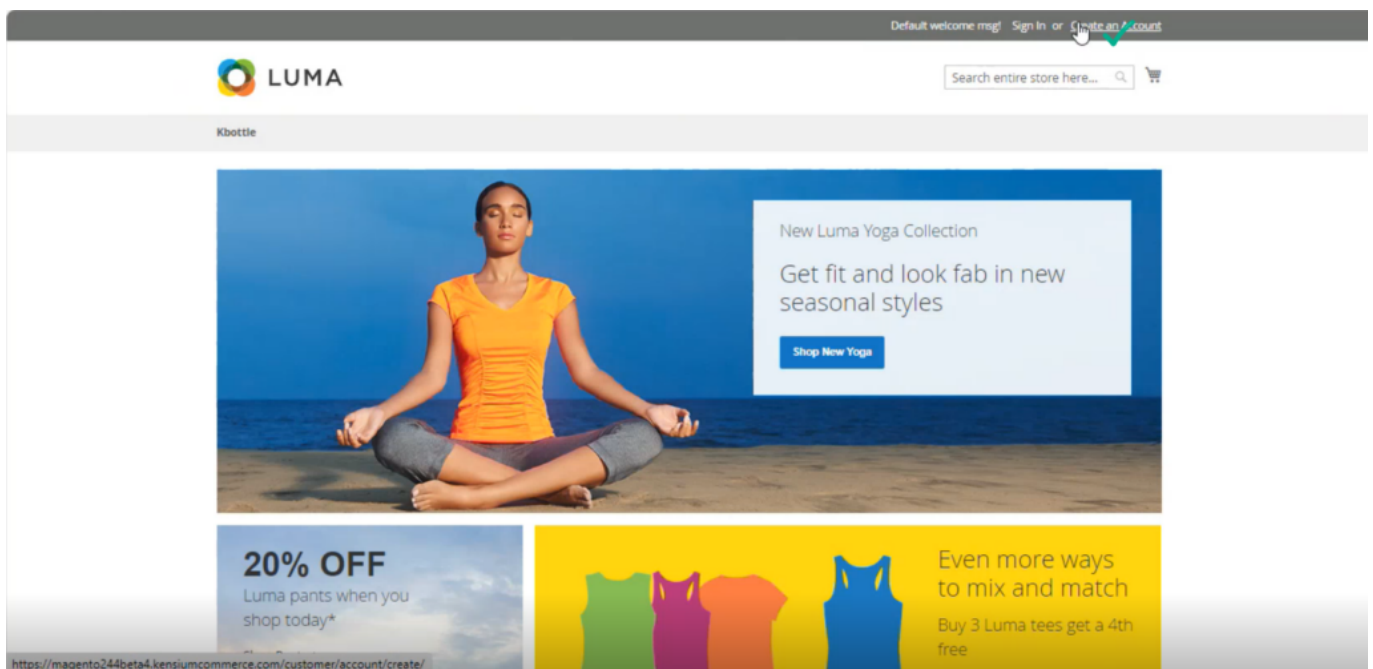 Default welcome msg! Sign In or Create an Account
LUMA
Search entire store here...
Kbottle
New Luma Yoga Collection
Get fit and look fab in new
seasonal styles
Shop New Yoga
20% OFF
Luma pants when you
shop today*
Even more ways
to mix and match
Buy 3 Luma tees get a 4th
free
https://magento244beta4.kensiumcommerce.com/customer/account/create/